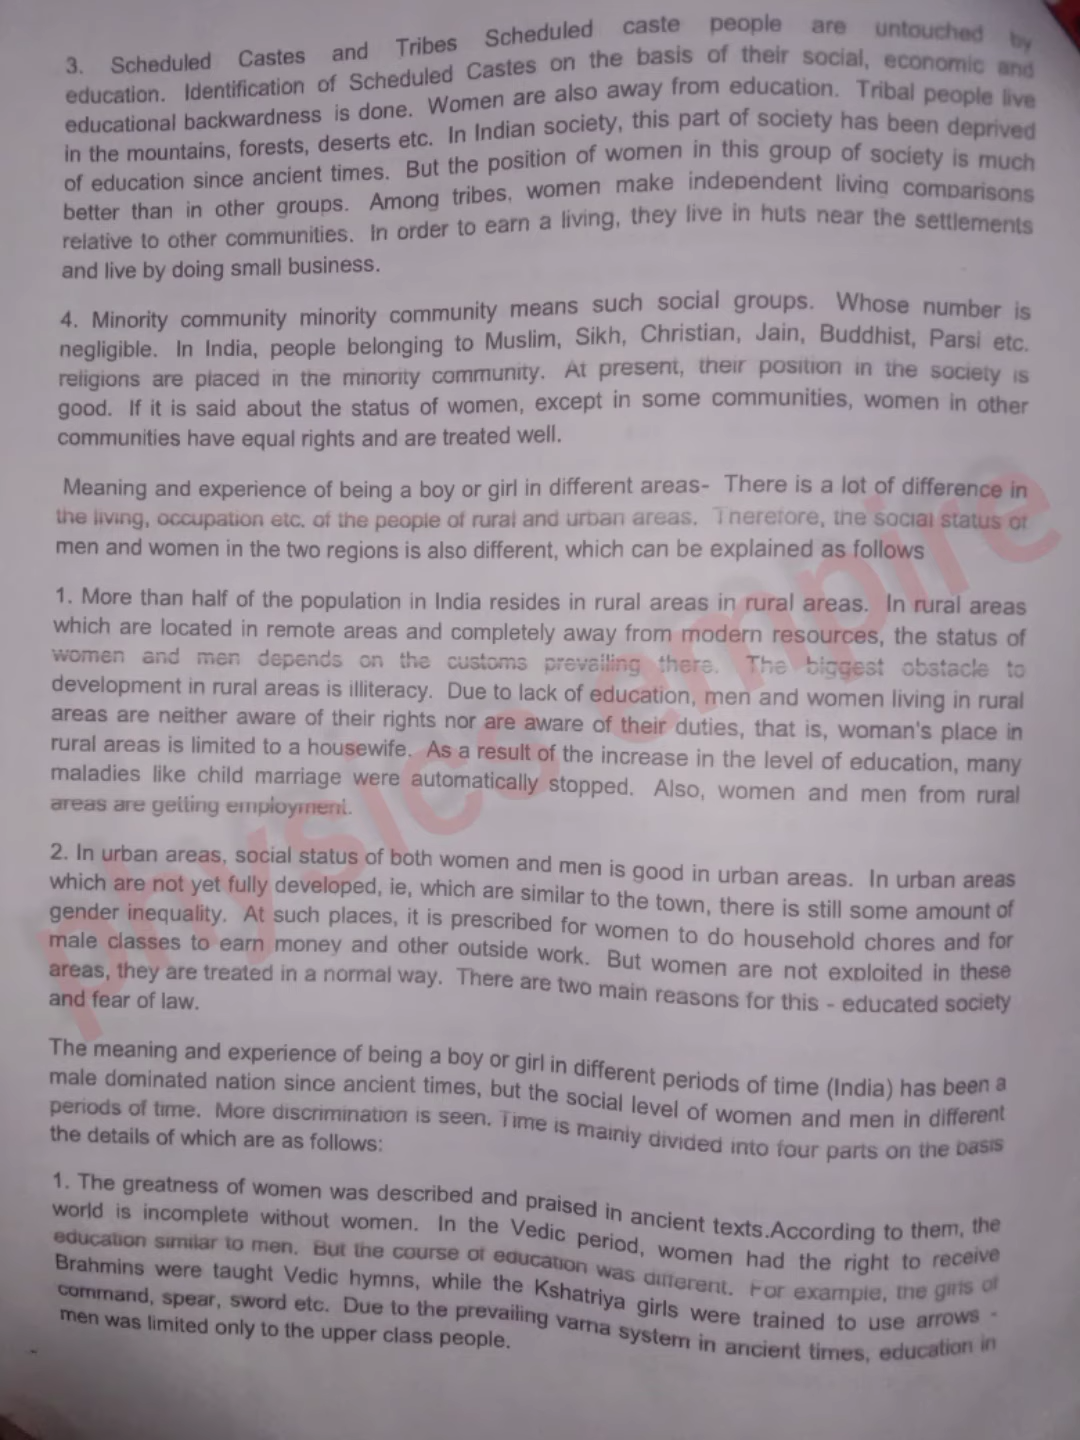 3. Scheduled Castes and Tribes Scheduled caste people are untouched by
education. Identification of Scheduled Castes on the basis of their social, economic and
educational backwardness is done. Women are also away from education. Tribal people live
in the mountains, forests, deserts etc. In Indian society, this part of society has been deprived
of education since ancient times. But the position of women in this group of society is much
better than in other groups. Among tribes, women make independent living comparisons
relative to other communities. In order to earn a living, they live in huts near the settlements
and live by doing small business.
4. Minority community minority community means such social groups. Whose number is
negligible. In India, people belonging to Muslim, Sikh, Christian, Jain, Buddhist, Parsi etc.
religions are placed in the minority community. At present, their position in the society is
good. If it is said about the status of women, except in some communities, women in other
communities have equal rights and are treated well.
Meaning and experience of being a boy or girl in different areas- There is a lot of difference in
the living, occupation etc. of the people of rural and urban areas. Therefore, the social status of
men and women in the two regions is also different, which can be explained as follows
1. More than half of the population in India resides in rural areas in rural areas. In rural areas
which are located in remote areas and completely away from modern resources, the status of
women and men depends on the customs prevailing there. The biggest obstacle to
development in rural areas is illiteracy. Due to lack of education, men and women living in rural
areas are neither aware of their rights nor are aware of their duties, that is, woman's place in
rural areas is limited to a housewife. As a result of the increase in the level of education, many
maladies like child marriage were automatically stopped. Also, women and men from rural
areas are getting employment.
2. In urban areas, social status of both women and men is good in urban areas. In urban areas
which are not yet fully developed, ie, which are similar to the town, there is still some amount of
gender inequality. At such places, it is prescribed for women to do household chores and for
male classes to earn money and other outside work. But women are not exploited in these
areas, they are treated in a normal way. There are two main reasons for this - educated society
and fear of law.
The meaning and experience of being a boy or girl in different periods of time (India) has been a
male dominated nation since ancient times, but the social level of women and men in different
periods of time. More discrimination is seen. Time is mainly divided into four parts on the basis
the details of which are as follows:
1. The greatness of women was described and praised in ancient texts.According to them, the
world is incomplete without women. In the Vedic period, women had the right to receive
education similar to men. But the course of education was different. For example, the girls of
Brahmins were taught Vedic hymns, while the Kshatriya girls were trained to use arrows -
command, spear, sword etc. Due to the prevailing varna system in ancient times, education in
men was limited only to the upper class people.
physics empire